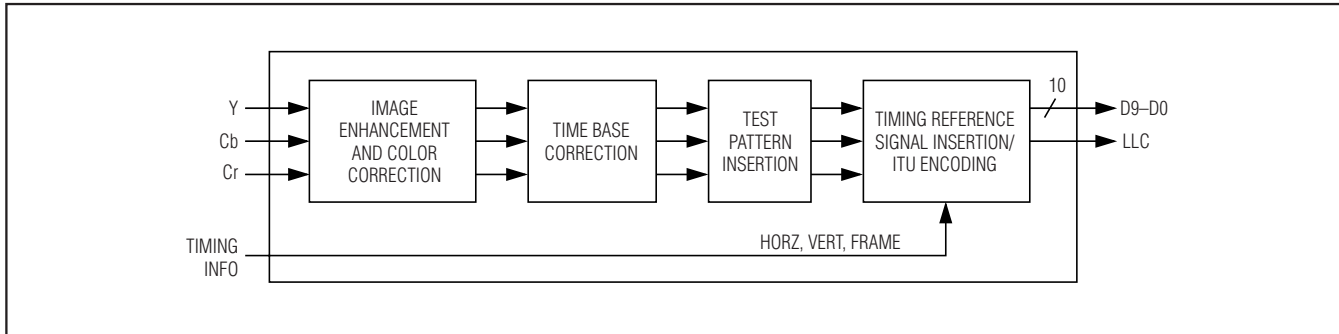 Y
Cb
Cr
TIMING
INFO
IMAGE
ENHANCEMENT
AND COLOR
CORRECTION
TIME BASE
CORRECTION
TEST
PATTERN
INSERTION
TIMING REFERENCE
SIGNAL INSERTION/
ITU ENCODING
HORZ, VERT, FRAME
10
D9–D0
LLC